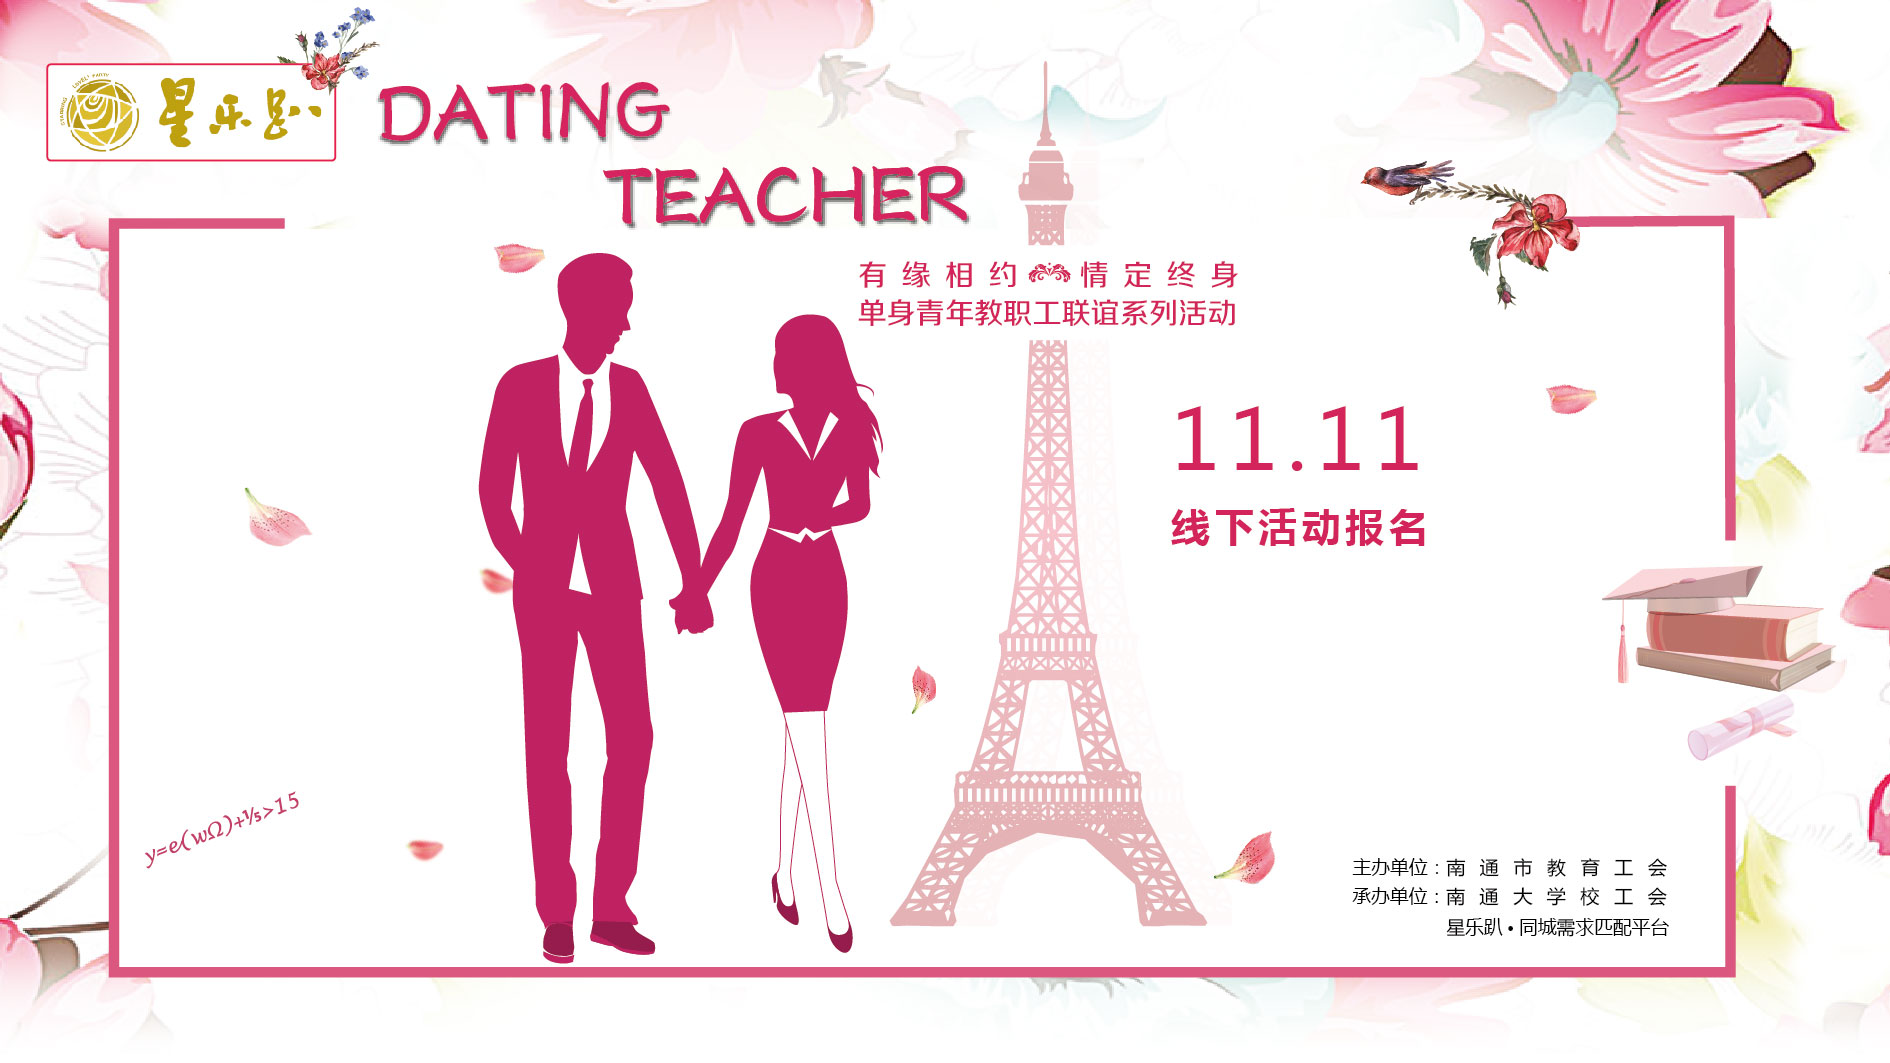 星乐趴
DATING
TEACHER
有缘相约 情定终身
单身青年教职工联谊系列活动
11.11
线下活动报名
y=e(wΩ)+⅕>15
主办单位：南通市教育工会
承办单位：南通大学校工会
星乐趴•同城需求匹配平台